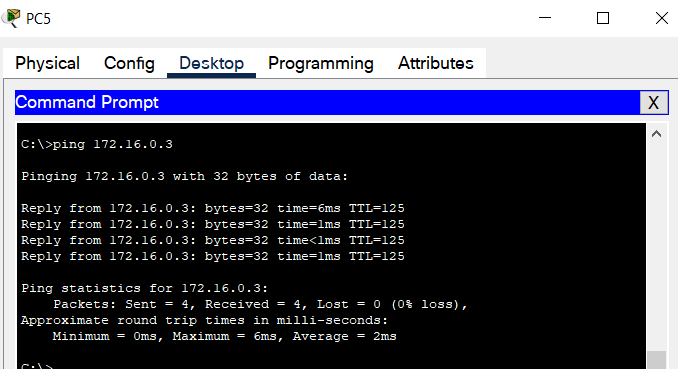 PC5
Physical Config Desktop Programming Attributes
Command Prompt X
C:\>ping 172.16.0.3
Pinging 172.16.0.3 with 32 bytes of data:
Reply from 172.16.0.3: bytes=32 time=6ms TTL=125
Reply from 172.16.0.3: bytes=32 time=1ms TTL=125
Reply from 172.16.0.3: bytes=32 time<1ms TTL=125
Reply from 172.16.0.3: bytes=32 time=1ms TTL=125
Ping statistics for 172.16.0.3:
Packets: Sent = 4, Received = 4, Lost = 0 (0% loss),
Approximate round trip times in milli-seconds:
Minimum = 0ms, Maximum = 6ms, Average = 2ms
C:\>